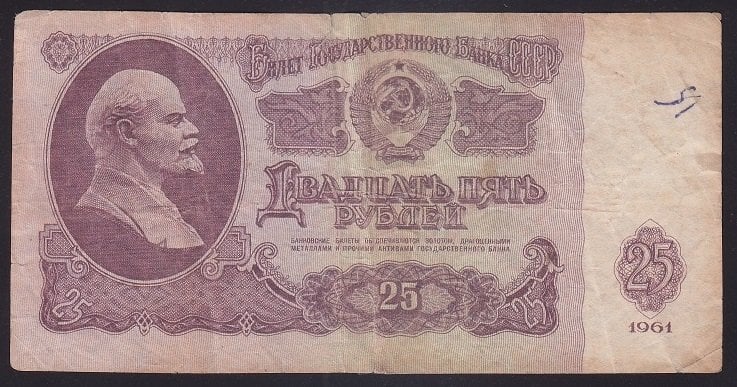 Билет Государственного Банка СССР
Двадцать пять
рублей
БАНКОВСКИЕ БИЛЕТЫ ОБЕСПЕЧИВАЮТСЯ ЗОЛОТОМ, ДРАГОЦЕННЫМИ
МЕТАЛЛАМИ И ПРОЧИМИ АКТИВАМИ ГОСУДАРСТВЕННОГО БАНКА
25
25
25
25
1961